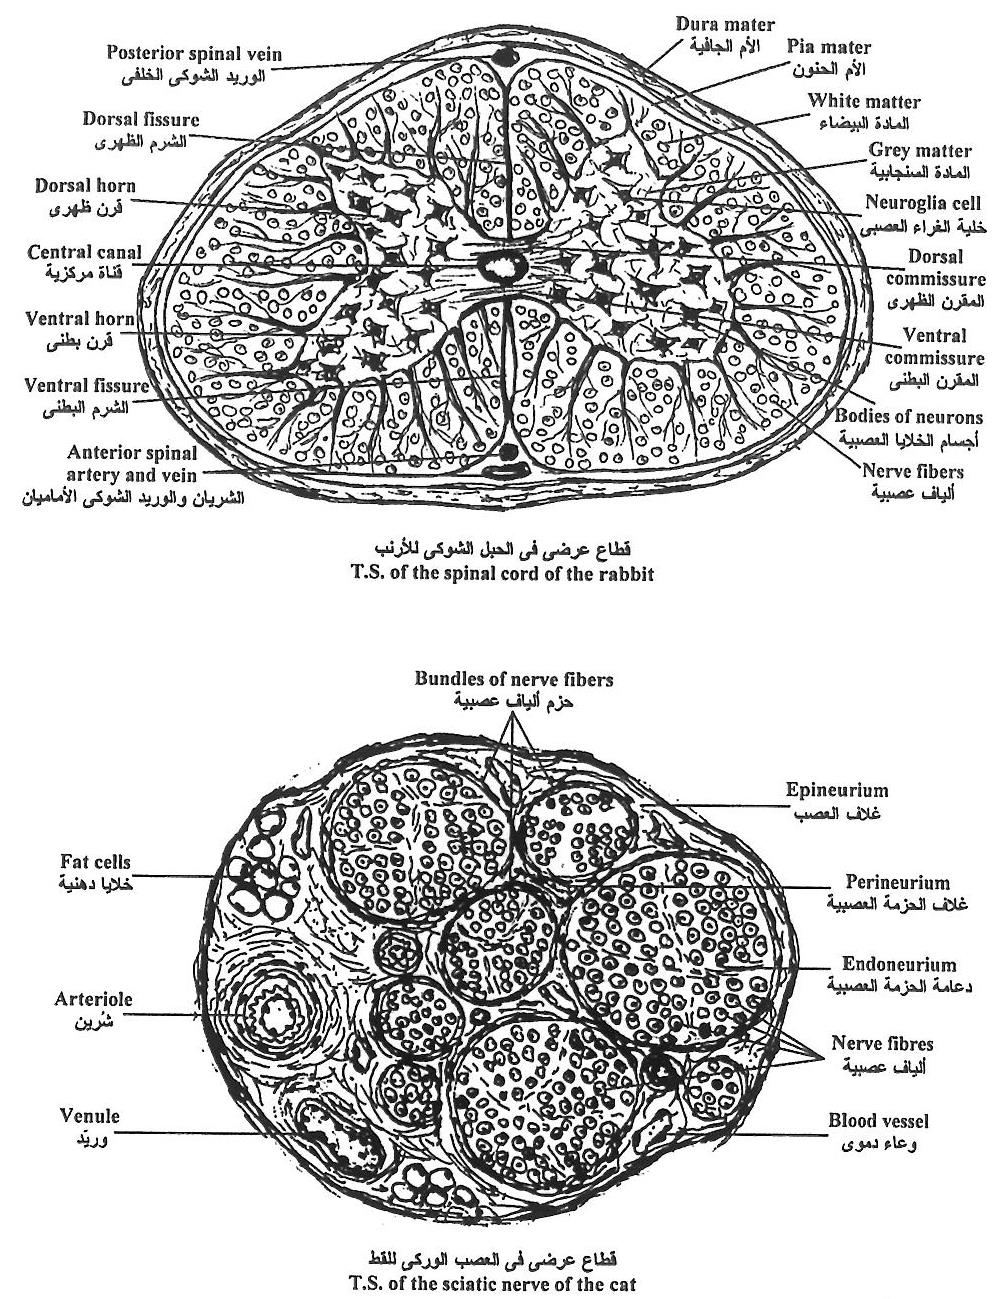 Posterior spinal vein
الوريد الشوكى الخلفى
Dorsal fissure
الشرم الظهرى
Dorsal horn
قرن ظهرى
Central canal
قناة مركزية
Ventral horn
قرن بطنى
Ventral fissure
الشرم البطنى
Anterior spinal
artery and vein
الشريان والوريد الشوكى الأماميان
Dura mater
الأم الجافية
Pia mater
الأم الحنون
White matter
المادة البيضاء
Grey matter
المادة السنجابية
Neuroglia cell
خلية الغراء العصبى
Dorsal
commissure
المقرن الظهرى
Ventral
commissure
المقرن البطنى
Bodies of neurons
أجسام الخلايا العصبية
Nerve fibers
ألياف عصبية
قطاع عرضى فى الحبل الشوكى للأرنب
T.S. of the spinal cord of the rabbit
Bundles of nerve fibers
حزم ألياف عصبية
Fat cells
خلايا دهنية
Arteriole
شُرين
Venule
وريّد
Epineurium
غلاف العصب
Perineurium
غلاف الحزمة العصبية
Endoneurium
دعامة الحزمة العصبية
Nerve fibres
ألياف عصبية
Blood vessel
وعاء دموى
قطاع عرضى فى العصب الوركى للقط
T.S. of the sciatic nerve of the cat